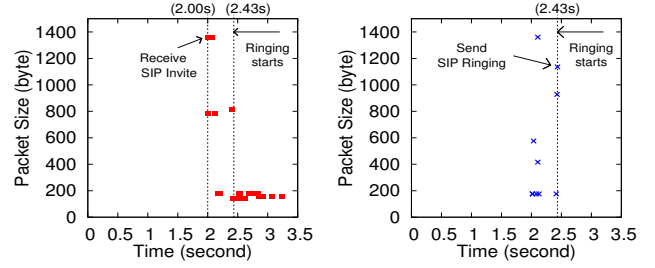 (2.00s) (2.43s)
1400
1200
1000
800
600
400
200
0
Packet Size (byte)
Receive
SIP Invite
Ringing
starts
0 0.5 1 1.5 2 2.5 3 3.5
Time (second)
(2.43s)
1400
1200
1000
800
600
400
200
0
Packet Size (byte)
Send
SIP Ringing
Ringing
starts
0 0.5 1 1.5 2 2.5 3 3.5
Time (second)